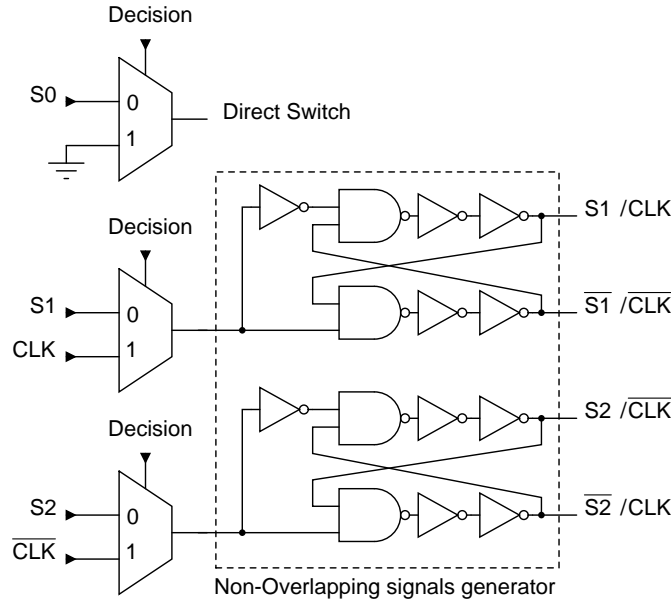 Decision
S0
0
1
Direct Switch
Decision
S1
0
CLK
1
S1 /CLK
S̅1̅ /C̅L̅K̅
Decision
S2
0
C̅L̅K̅
1
S2 /C̅L̅K̅
S̅2̅ /CLK
Non-Overlapping signals generator